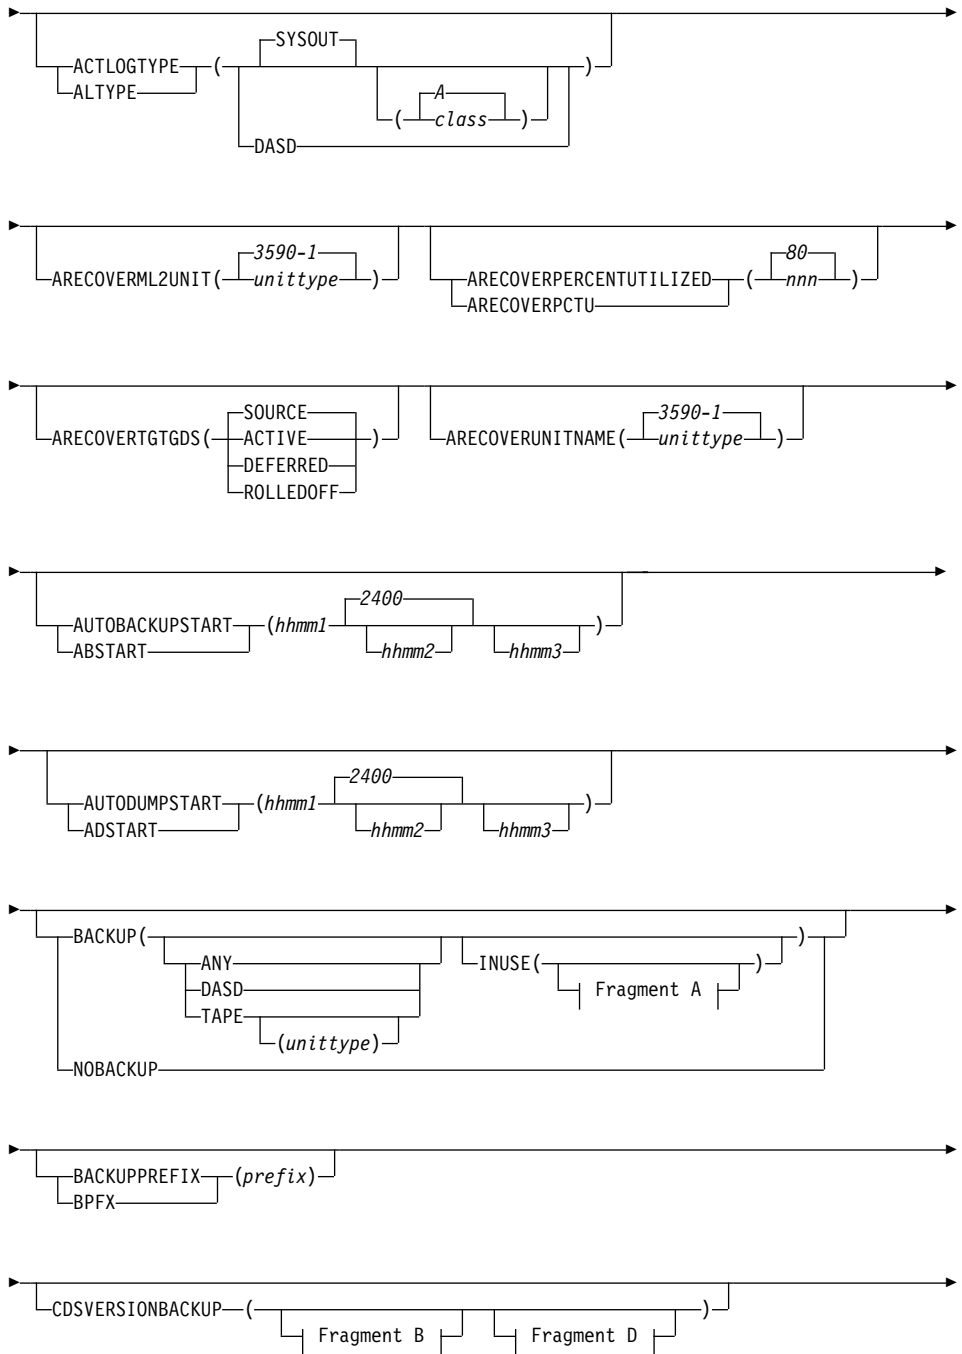 SYSOUT
ACTLOGTYPE ( )
ALTYPE A
( class )
DASD
3590-1 80
ARECOVERML2UNIT( unittype ) ARECOVERPERCENTUTILIZED ( nnn )
ARECOVERPCTU
SOURCE 3590-1
ARECOVERTGTGDS( ACTIVE ) ARECOVERUNITNAME( unittype )
DEFERRED
ROLLEDOFF
2400
AUTOBACKUPSTART (hhmm1 )
ABSTART hhmm2 hhmm3
2400
AUTODUMPSTART (hhmm1 )
ADSTART hhmm2 hhmm3
BACKUP( )
ANY INUSE( )
DASD Fragment A
TAPE
(unittype)
NOBACKUP
BACKUPPREFIX (prefix)
BPFX
CDSVERSIONBACKUP ( )
Fragment B Fragment D